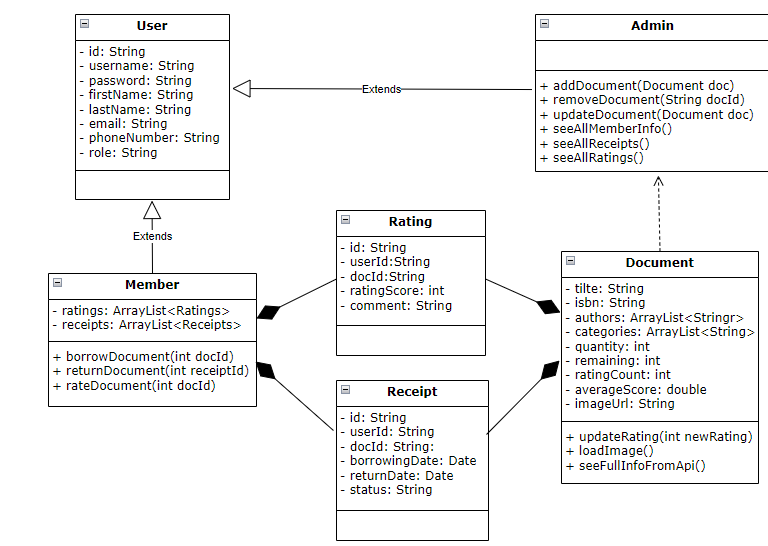 User
- id: String
- username: String
- password: String
- firstName: String
- lastName: String
- email: String
- phoneNumber: String
- role: String
Extends
Admin
+ addDocument(Document doc)
+ removeDocument(String docId)
+ updateDocument(Document doc)
+ seeAllMemberInfo()
+ seeAllReceipts()
+ seeAllRatings()
Extends
Member
- ratings: ArrayList<Ratings>
- receipts: ArrayList<Receipts>
+ borrowDocument(int docId)
+ returnDocument(int receiptId)
+ rateDocument(int docId)
Rating
- id: String
- userId:String
- docId:String
- ratingScore: int
- comment: String
Document
- tilte: String
- isbn: String
- authors: ArrayList<Stringr>
- categories: ArrayList<String>
- quantity: int
- remaining: int
- ratingCount: int
- averageScore: double
- imageUrl: String
+ updateRating(int newRating)
+ loadImage()
+ seeFullInfoFromApi()
Receipt
- id: String
- userId: String
- docId: String:
- borrowingDate: Date
- returnDate: Date
- status: String